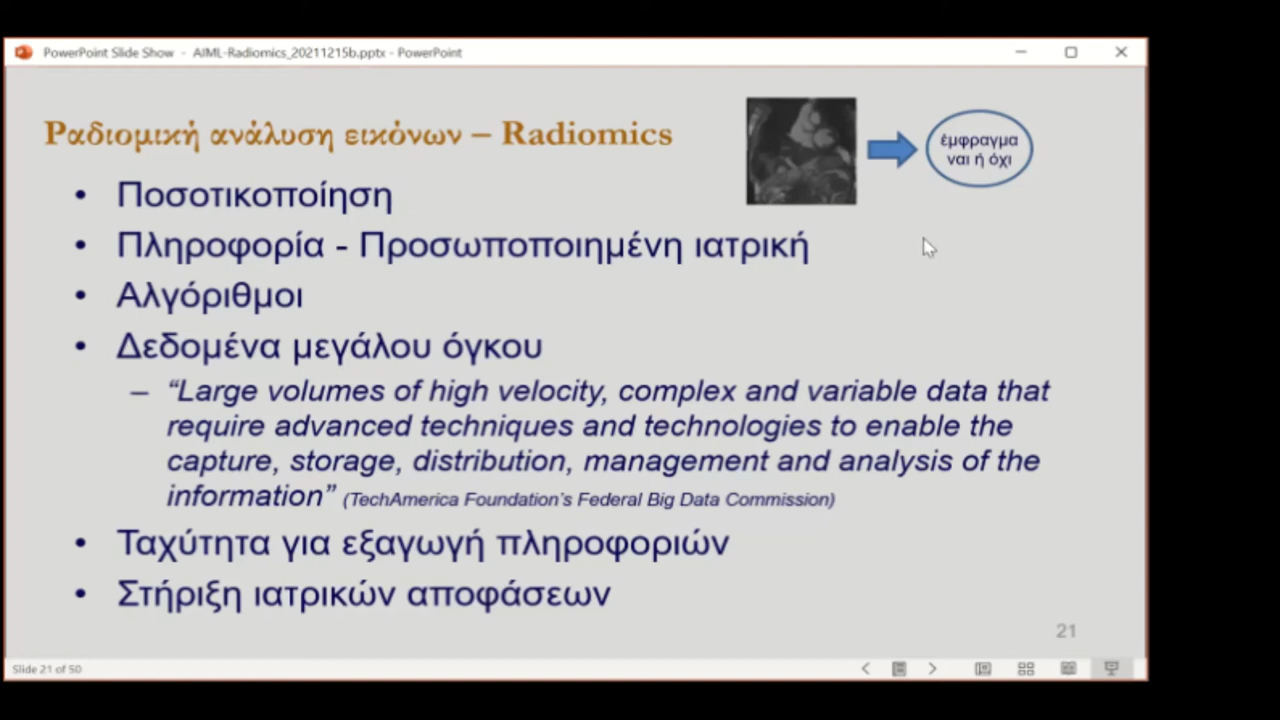 PowerPoint Slide Show - AIML-Radiomics_20211215b.pptx - PowerPoint
Ραδιομική ανάλυση εικόνων – Radiomics
έμφραγμα
ναι ή όχι
• Ποσοτικοποίηση
• Πληροφορία - Προσωποποιημένη ιατρική
• Αλγόριθμοι
• Δεδομένα μεγάλου όγκου
– “Large volumes of high velocity, complex and variable data that
require advanced techniques and technologies to enable the
capture, storage, distribution, management and analysis of the
information” (TechAmerica Foundation’s Federal Big Data Commission)
• Ταχύτητα για εξαγωγή πληροφοριών
• Στήριξη ιατρικών αποφάσεων
21
Slide 21 of 50